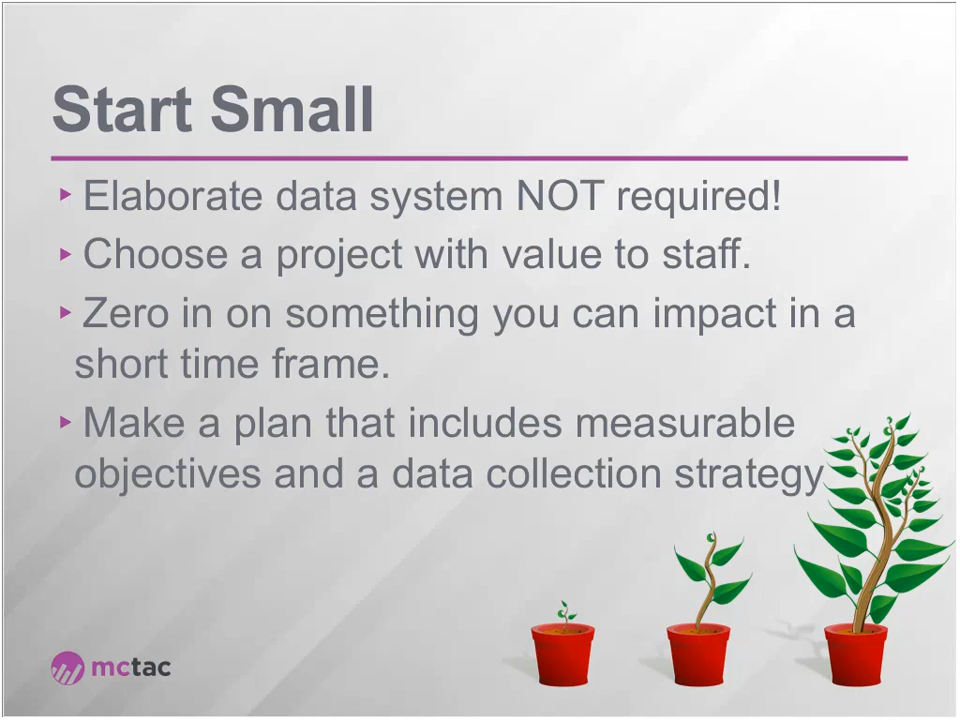 Start Small
‣ Elaborate data system NOT required!
‣ Choose a project with value to staff.
‣ Zero in on something you can impact in a
short time frame.
‣ Make a plan that includes measurable
objectives and a data collection strategy
mctac